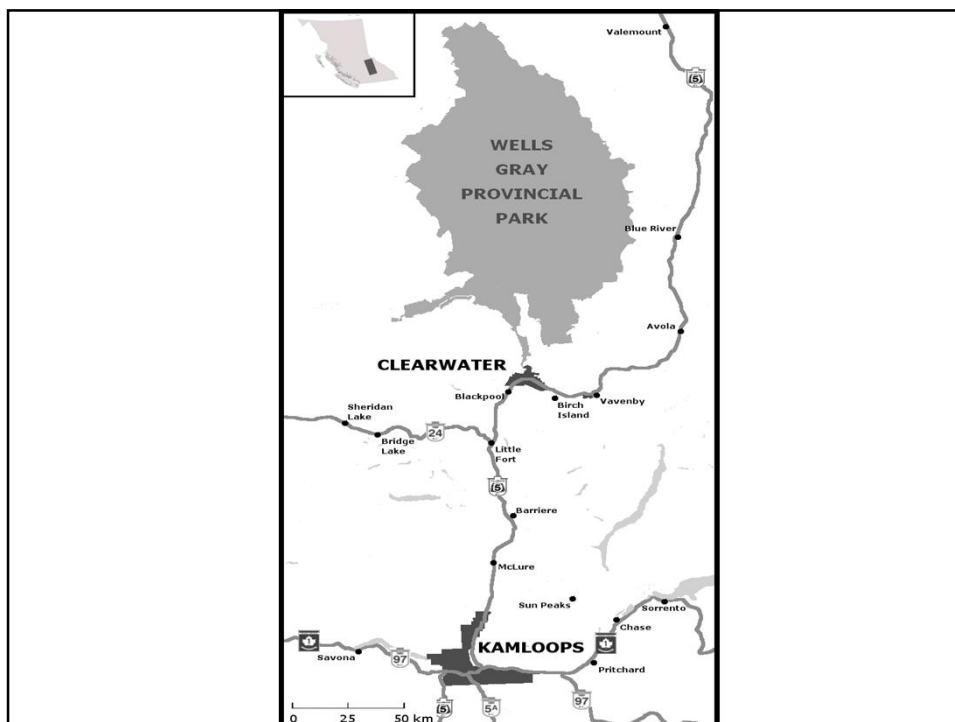 Valemount
5
WELLS
GRAY
PROVINCIAL
PARK
Blue River
Avola
CLEARWATER
Blackpool
Birch
Island
Vavenby
Sheridan
Lake
Bridge
Lake
24
Little
Fort
5
Barriere
McLure
Sun Peaks
Sorrento
Chase
1
KAMLOOPS
1
Savona
97
Pritchard
5
5A
97
0 25 50 km